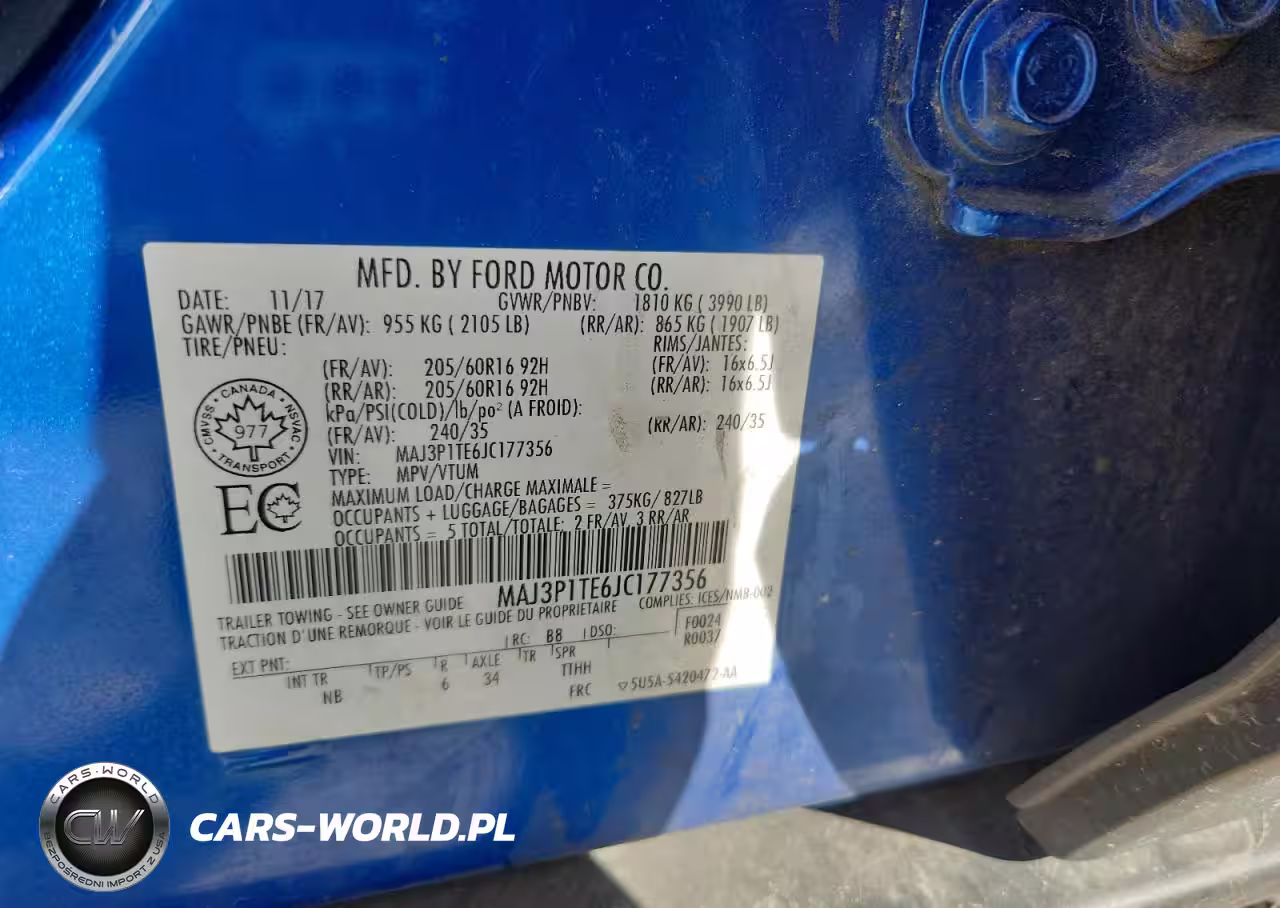 MFD. BY FORD MOTOR CO.
DATE: 11/17 GVWR/PNBV: 1810 KG ( 3990 LB)
GAWR/PNBE (FR/AV): 955 KG ( 2105 LB) (RR/AR): 865 KG ( 1907 LB)
TIRE/PNEU: RIMS/JANTES:
(FR/AV): 205/60R16 92H (FR/AV): 16x6.5J
(RR/AR): 205/60R16 92H (RR/AR): 16x6.5J
kPa/PSI(COLD)/lb/po² (A FROID):
(FR/AV): 240/35 (RR/AR): 240/35
VIN: MAJ3P1TE6JC177356
TYPE: MPV/VTUM
MAXIMUM LOAD/CHARGE MAXIMALE =
OCCUPANTS + LUGGAGE/BAGAGES = 375KG/ 827LB
OCCUPANTS = 5 TOTAL/TOTALE: 2 FR/AV, 3 RR/AR
CANADA
CMVSS NSVAC
977
TRANSPORT
EC
MAJ3P1TE6JC177356
TRAILER TOWING - SEE OWNER GUIDE COMPLIES: ICES/NMB-002
TRACTION D'UNE REMORQUE - VOIR LE GUIDE DU PROPRIETAIRE
F0024
R0037
RC: B8 DSO:
EXT PNT:
INT TR TP/PS R AXLE TR SPR
NB 6 34 TTHH
FRC 5U5A-S420472-AA
CARS-WORLD
CW
BEZPOŚREDNI IMPORT Z USA
CARS-WORLD.PL